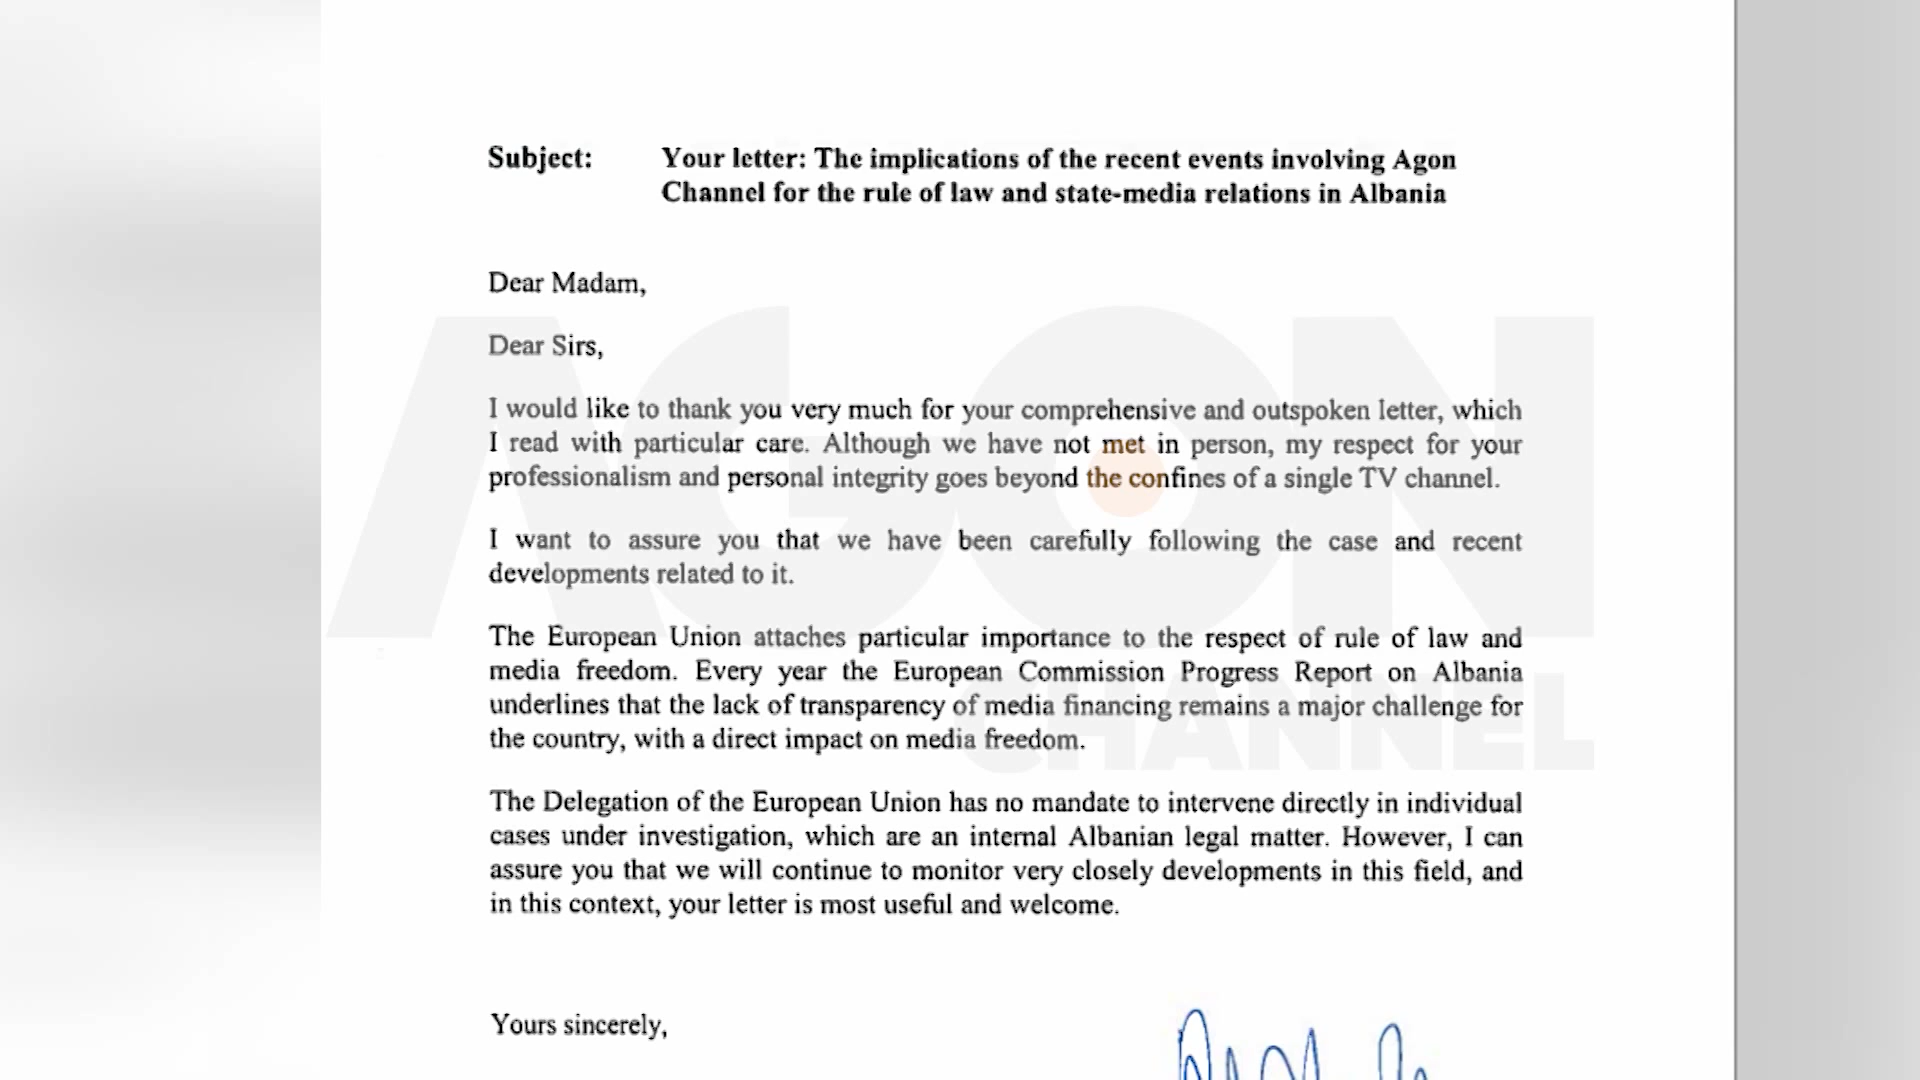 Subject: Your letter: The implications of the recent events involving Agon
Channel for the rule of law and state-media relations in Albania
Dear Madam,
Dear Sirs,
I would like to thank you very much for your comprehensive and outspoken letter, which
I read with particular care. Although we have not met in person, my respect for your
professionalism and personal integrity goes beyond the confines of a single TV channel.
I want to assure you that we have been carefully following the case and recent
developments related to it.
The European Union attaches particular importance to the respect of rule of law and
media freedom. Every year the European Commission Progress Report on Albania
underlines that the lack of transparency of media financing remains a major challenge for
the country, with a direct impact on media freedom.
The Delegation of the European Union has no mandate to intervene directly in individual
cases under investigation, which are an internal Albanian legal matter. However, I can
assure you that we will continue to monitor very closely developments in this field, and
in this context, your letter is most useful and welcome.
Yours sincerely,
AGON
CHANNEL